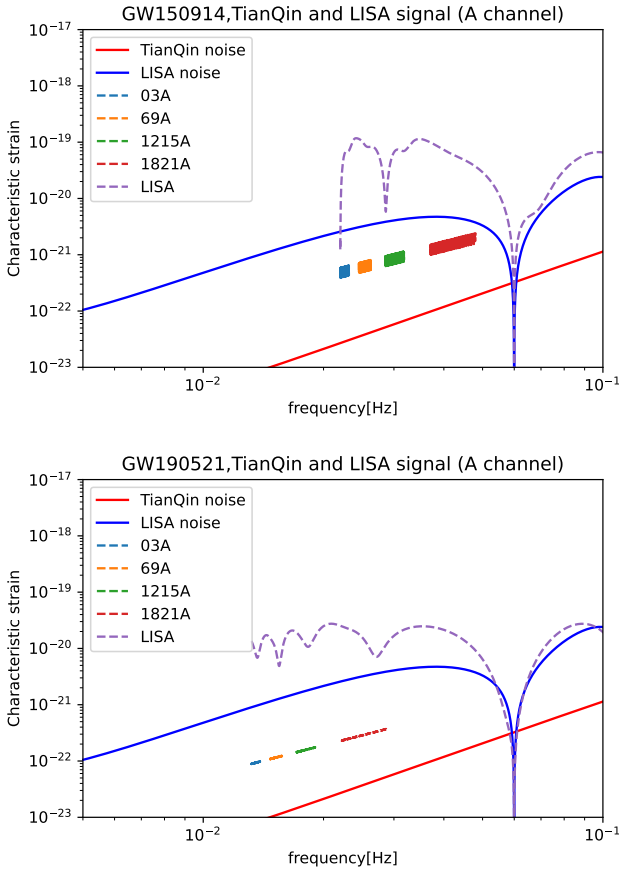 GW150914,TianQin and LISA signal (A channel)
10⁻¹⁷
10⁻¹⁸
10⁻¹⁹
10⁻²⁰
10⁻²¹
10⁻²²
10⁻²³
Characteristic strain
TianQin noise
LISA noise
03A
69A
1215A
1821A
LISA
10⁻²
10⁻¹
frequency[Hz]
GW190521,TianQin and LISA signal (A channel)
10⁻¹⁷
10⁻¹⁸
10⁻¹⁹
10⁻²⁰
10⁻²¹
10⁻²²
10⁻²³
Characteristic strain
TianQin noise
LISA noise
03A
69A
1215A
1821A
LISA
10⁻²
10⁻¹
frequency[Hz]